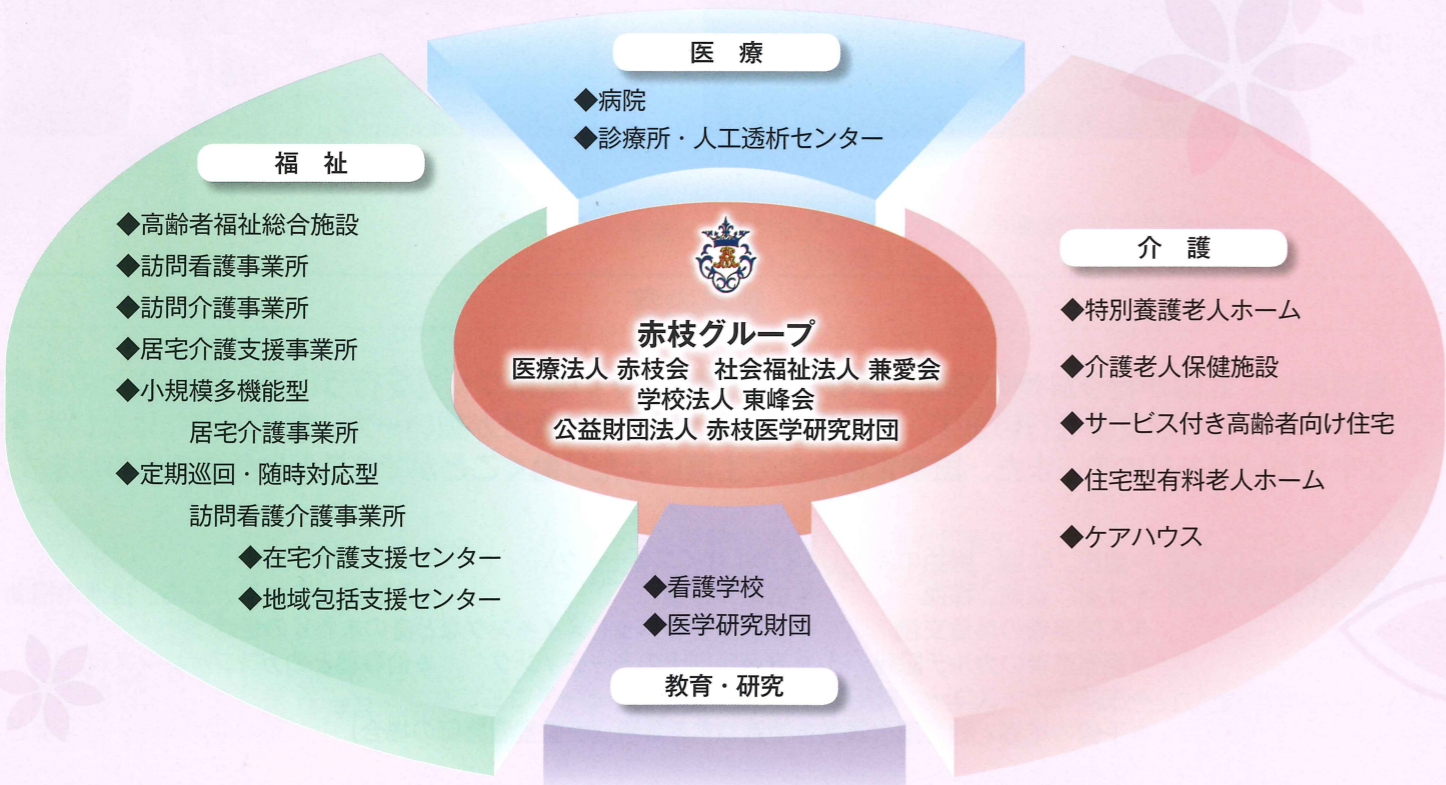 医　療
◆病院
◆診療所・人工透析センター
福　祉
◆高齢者福祉総合施設
◆訪問看護事業所
◆訪問介護事業所
◆居宅介護支援事業所
◆小規模多機能型
居宅介護事業所
◆定期巡回・随時対応型
訪問看護介護事業所
◆在宅介護支援センター
◆地域包括支援センター
赤枝グループ
医療法人 赤枝会　社会福祉法人 兼愛会
学校法人 東峰会
公益財団法人 赤枝医学研究財団
介　護
◆特別養護老人ホーム
◆介護老人保健施設
◆サービス付き高齢者向け住宅
◆住宅型有料老人ホーム
◆ケアハウス
◆看護学校
◆医学研究財団
教育・研究